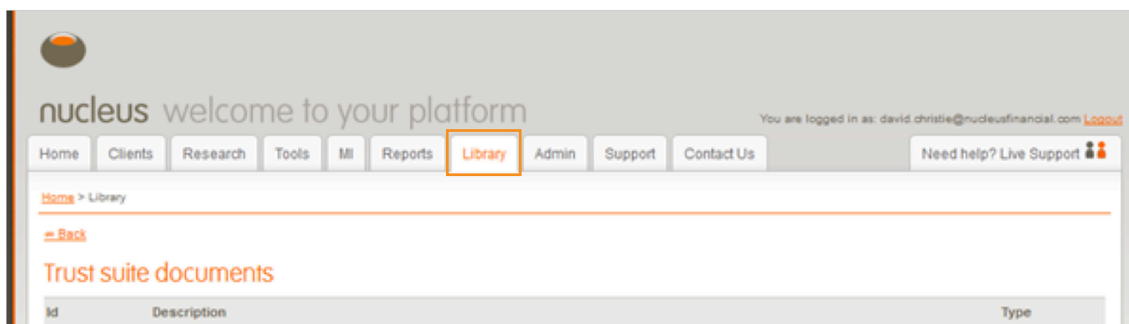 nucleus welcome to your platform
You are logged in as: david.christie@nucleusfinancial.com Logout
Home Clients Research Tools MI Reports Library Admin Support Contact Us Need help? Live Support
Home > Library
<< Back
Trust suite documents
Id Description Type